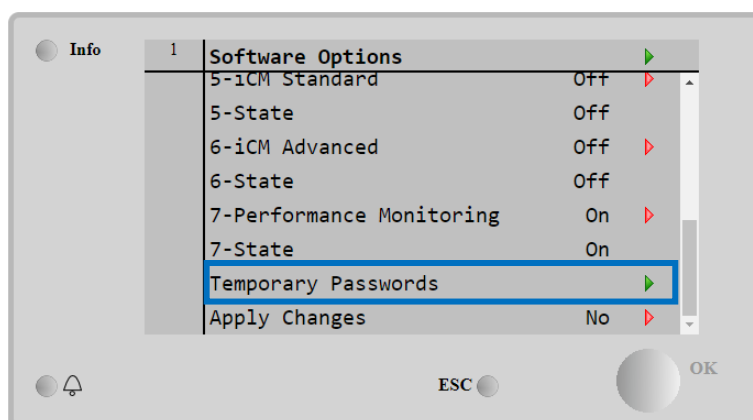 Info
1 Software Options
5-iCM Standard Off
5-State Off
6-iCM Advanced Off
6-State Off
7-Performance Monitoring On
7-State On
Temporary Passwords
Apply Changes No
ESC
OK